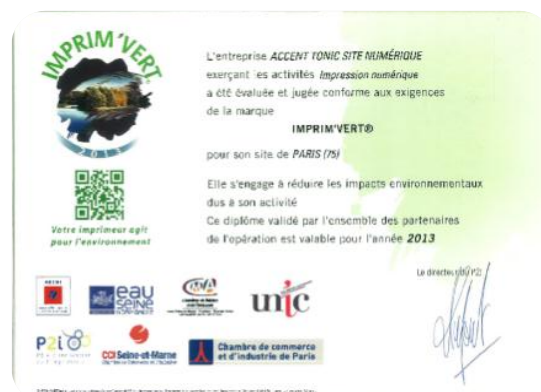 IMPRIM'VERT.
2013
Votre imprimeur agit
pour l'environnement
L'entreprise ACCENT TONIC SITE NUMÉRIQUE
exerçant les activités Impression numérique
a été évaluée et jugée conforme aux exigences
de la marque
IMPRIM'VERT®
pour son site de PARIS (75)
Elle s'engage à réduire les impacts environnementaux
dus à son activité
Ce diplôme validé par l'ensemble des partenaires
de l'opération est valable pour l'année 2013
Le directeur du P2i
eau
SEINE
CMA
unic
P2i
CCI Seine-et-Marne
Chambre de commerce
et d'industrie de Paris